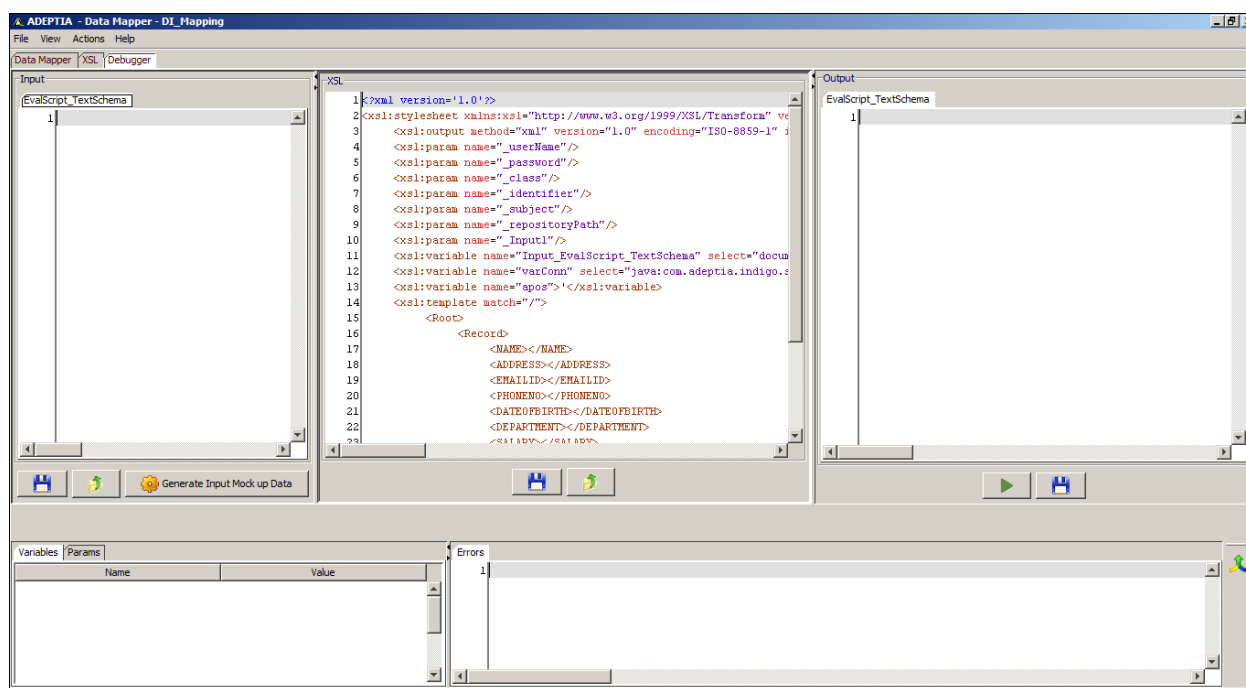 ADEPTIA - Data Mapper - DI_Mapping
File View Actions Help
Data Mapper XSL Debugger
Input
EvalScript_TextSchema
1
Generate Input Mock up Data
XSL
1 <?xml version='1.0'?>
2 <xsl:stylesheet xmlns:xsl="http://www.w3.org/1999/XSL/Transform" ve
3 <xsl:output method="xml" version="1.0" encoding="ISO-8859-1" i
4 <xsl:param name="_userName"/>
5 <xsl:param name="_password"/>
6 <xsl:param name="_class"/>
7 <xsl:param name="_identifier"/>
8 <xsl:param name="_subject"/>
9 <xsl:param name="_repositoryPath"/>
10 <xsl:param name="_Input1"/>
11 <xsl:variable name="Input_EvalScript_TextSchema" select="docum
12 <xsl:variable name="varConn" select="java:com.adeptia.indigo.s
13 <xsl:variable name="apos">'</xsl:variable>
14 <xsl:template match="/">
15 <Root>
16 <Record>
17 <NAME></NAME>
18 <ADDRESS></ADDRESS>
19 <EMAILID></EMAILID>
20 <PHONENO></PHONENO>
21 <DATEOFBIRTH></DATEOFBIRTH>
22 <DEPARTMENT></DEPARTMENT>
23 <SALARY></SALARY>
Output
EvalScript_TextSchema
1
Variables Params
Name Value
Errors
1